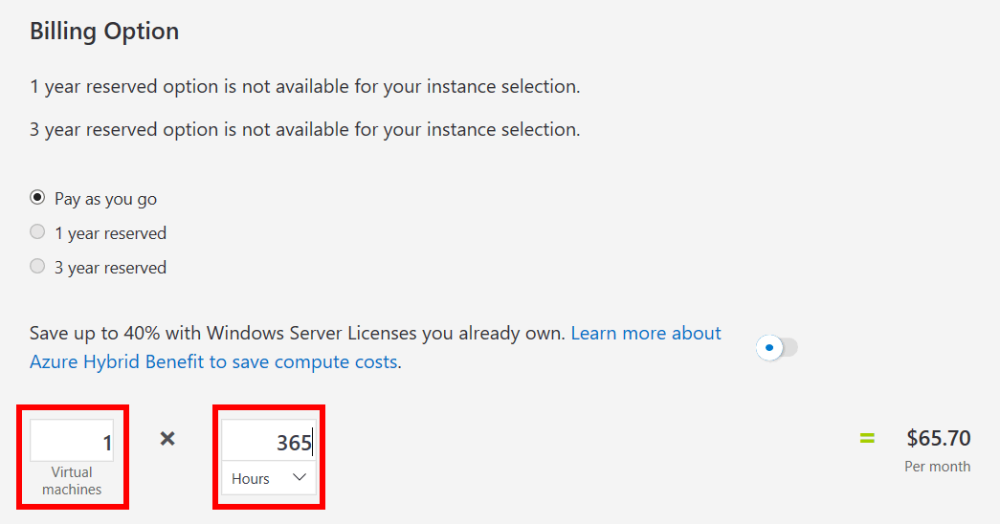 Billing Option
1 year reserved option is not available for your instance selection.
3 year reserved option is not available for your instance selection.
Pay as you go
1 year reserved
3 year reserved
Save up to 40% with Windows Server Licenses you already own. Learn more about
Azure Hybrid Benefit to save compute costs.
1 × 365 = $65.70
Virtual
machines
Hours
Per month